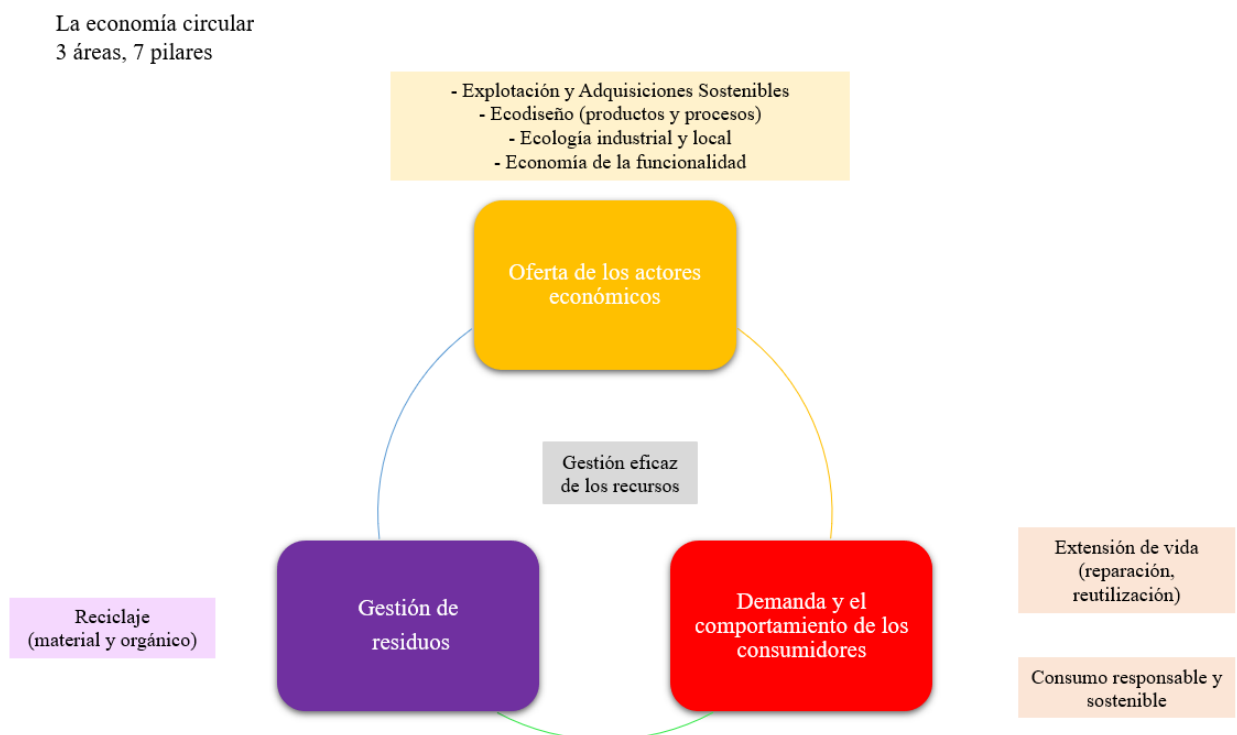 La economía circular
3 áreas, 7 pilares
- Explotación y Adquisiciones Sostenibles
- Ecodiseño (productos y procesos)
- Ecología industrial y local
- Economía de la funcionalidad
Oferta de los actores
económicos
Gestión eficaz
de los recursos
Gestión de
residuos
Reciclaje
(material y orgánico)
Demanda y el
comportamiento de los
consumidores
Extensión de vida
(reparación,
reutilización)
Consumo responsable y
sostenible